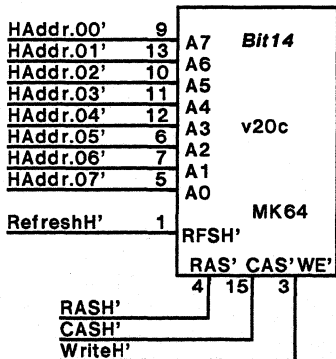 HAddr.00' 9 A7 Bit14
HAddr.01' 13 A6
HAddr.02' 10 A5
HAddr.03' 11 A4
HAddr.04' 12 A3 v20c
HAddr.05' 6 A2
HAddr.06' 7 A1
HAddr.07' 5 A0
MK64
RefreshH' 1 RFSH'
RAS' CAS' WE'
4 15 3
RASH'
CASH'
WriteH'